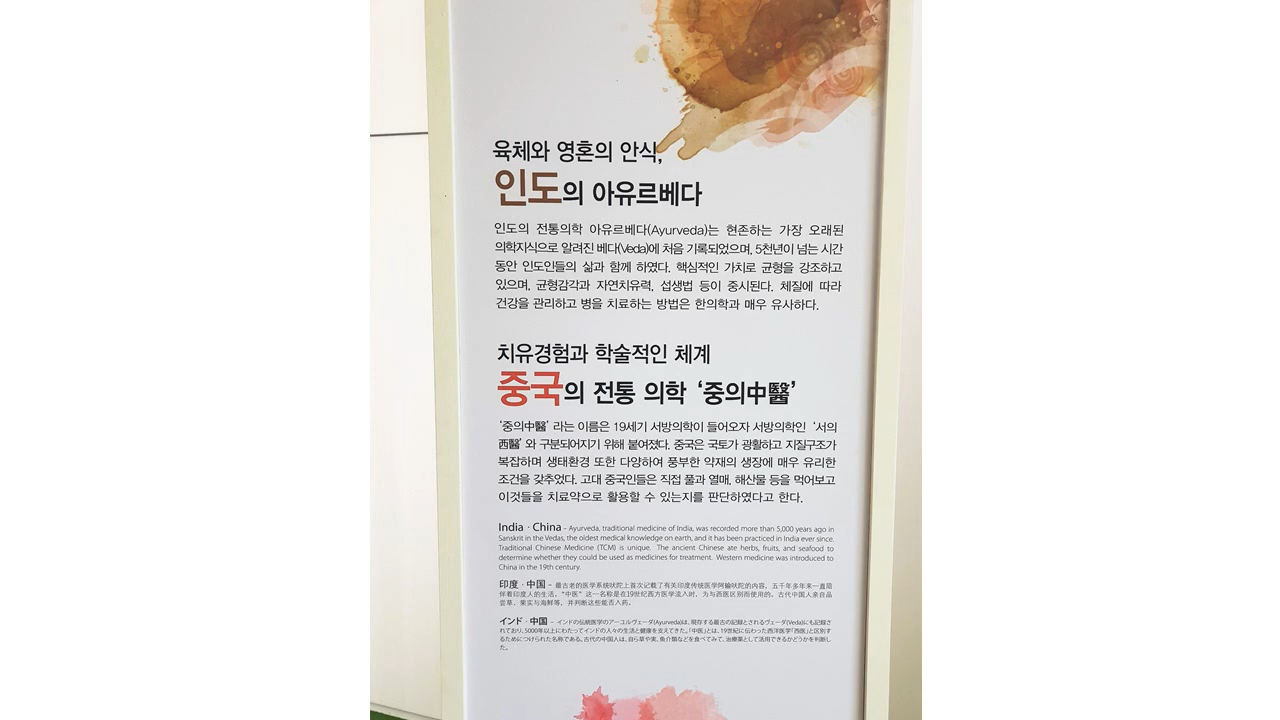 육체와 영혼의 안식,
인도의 아유르베다
인도의 전통의학 아유르베다(Ayurveda)는 현존하는 가장 오래된
의학지식으로 알려진 베다(Veda)에 처음 기록되었으며, 5천년이 넘는 시간
동안 인도인들의 삶과 함께 하였다. 핵심적인 가치로 균형을 강조하고
있으며, 균형감각과 자연치유력, 섭생법 등이 중시된다. 체질에 따라
건강을 관리하고 병을 치료하는 방법은 한의학과 매우 유사하다.
치유경험과 학술적인 체계
중국의 전통 의학 ‘중의中醫’
‘중의中醫’ 라는 이름은 19세기 서방의학이 들어오자 서방의학인 ‘서의
西醫’ 와 구분되어지기 위해 붙여졌다. 중국은 국토가 광활하고 지질구조가
복잡하며 생태환경 또한 다양하여 풍부한 약재의 생장에 매우 유리한
조건을 갖추었다. 고대 중국인들은 직접 풀과 열매, 해산물 등을 먹어보고
이것들을 치료약으로 활용할 수 있는지를 판단하였다고 한다.
India · China – Ayurveda, traditional medicine of India, was recorded more than 5,000 years ago in
Sanskrit in the Vedas, the oldest medical knowledge on earth, and it has been practiced in India ever since.
Traditional Chinese Medicine (TCM) is unique. The ancient Chinese ate herbs, fruits, and seafood to
determine whether they could be used as medicines for treatment. Western medicine was introduced to
China in the 19th century.
印度 · 中国 – 最古老的医学系统吠陀上首次记载了有关印度传统医学阿输吠陀的内容，五千年多年来一直陪
伴着印度人的生活。“中医” 这一名称是在19世纪西方医学流入时，为与西医区别而使用的。古代中国人亲自品
尝草、果实与海鲜等，并判断这些能否入药。
インド · 中国 – インドの伝統医学のアーユルヴェーダ(Ayurveda)は、現存する最古の記録とされるヴェーダ(Veda)にも記録さ
れており、5000年以上にわたってインドの人々の生活と健康を支えてきた。｢中医｣とは、19世紀に伝わった西洋医学｢西医｣と区別す
るためにつけられた名称である。古代の中国人は、自ら草や実、魚介類などを食べてみて、治療薬として活用できるかどうかを判断し
た。